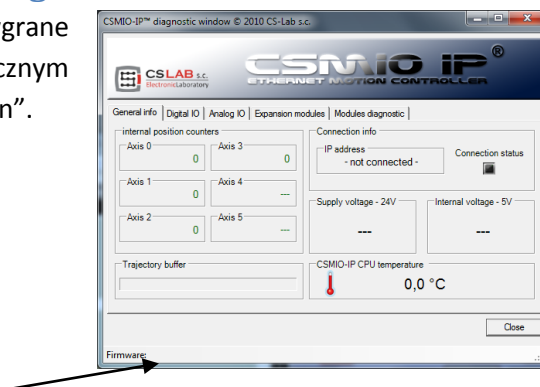 grane
cznym
n”.
CSMIO-IP™ diagnostic window © 2010 CS-Lab s.c.
CSLAB s.c.
ElectronicLaboratory
CSMIO IP®
ETHERNET MOTION CONTROLLER
General info Digital IO Analog IO Expansion modules Modules diagnostic
internal position counters
Axis 0 0
Axis 3 0
Axis 1 0
Axis 4 ---
Axis 2 0
Axis 5 ---
Trajectory buffer
Connection info
IP address
- not connected -
Connection status
Supply voltage - 24V
---
Internal voltage - 5V
---
CSMIO-IP CPU temperature
0,0 °C
Close
Firmware: